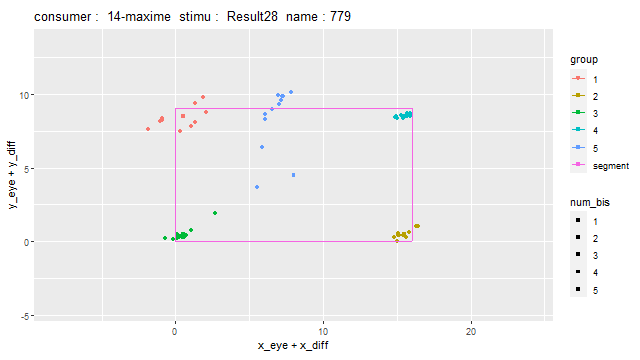 consumer : 14-maxime stimu : Result28 name : 779
y_eye + y_diff
10
5
0
-5
0
10
20
x_eye + x_diff
group
1
2
3
4
5
segment
num_bis
1
2
3
4
5